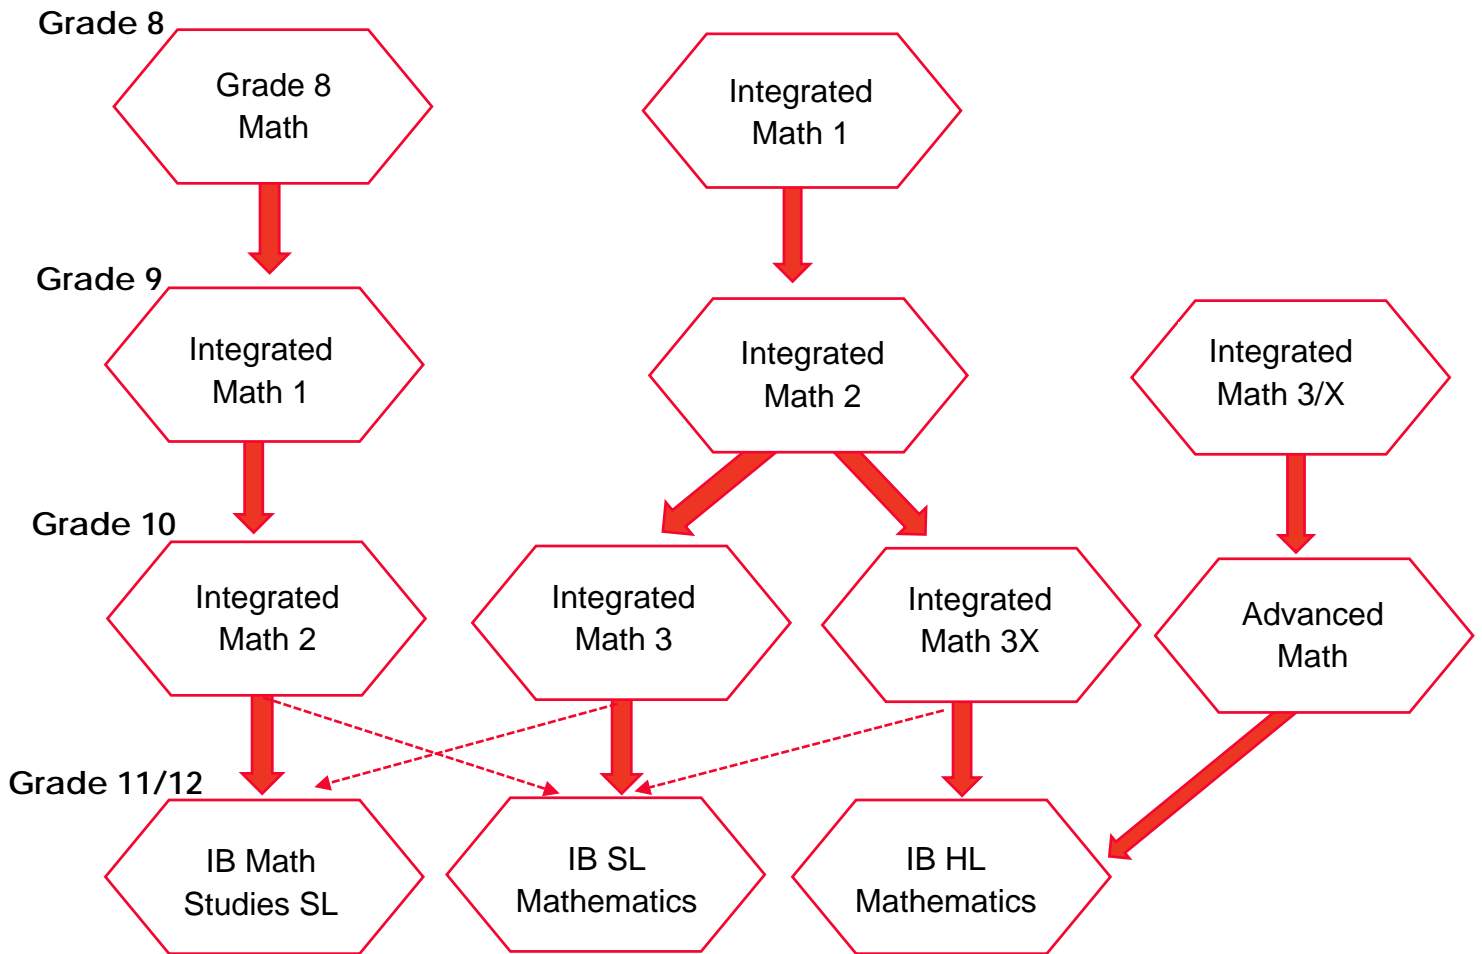 Grade 8
Grade 8
Math
Integrated
Math 1
Grade 9
Integrated
Math 1
Integrated
Math 2
Integrated
Math 3/X
Grade 10
Integrated
Math 2
Integrated
Math 3
Integrated
Math 3X
Advanced
Math
Grade 11/12
IB Math
Studies SL
IB SL
Mathematics
IB HL
Mathematics